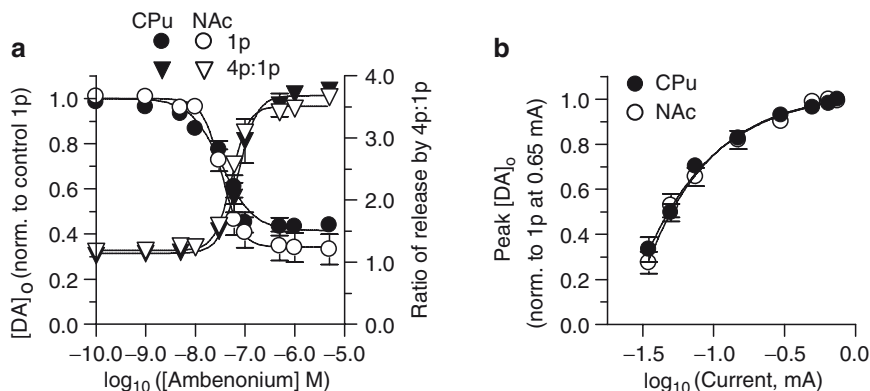 CPu NAc
1p
4p:1p
a
[DA]o (norm. to control 1p)
1.0
0.8
0.6
0.4
0.2
0.0
4.0
3.0
2.0
1.0
0.0
Ratio of release by 4p:1p
−10.0 −9.0 −8.0 −7.0 −6.0 −5.0
log10 ([Ambenonium] M)
b
CPu
NAc
Peak [DA]o
(norm. to 1p at 0.65 mA)
1.0
0.8
0.6
0.4
0.2
0.0
−1.5 −1.0 −0.5 0.0
log10 (Current, mA)